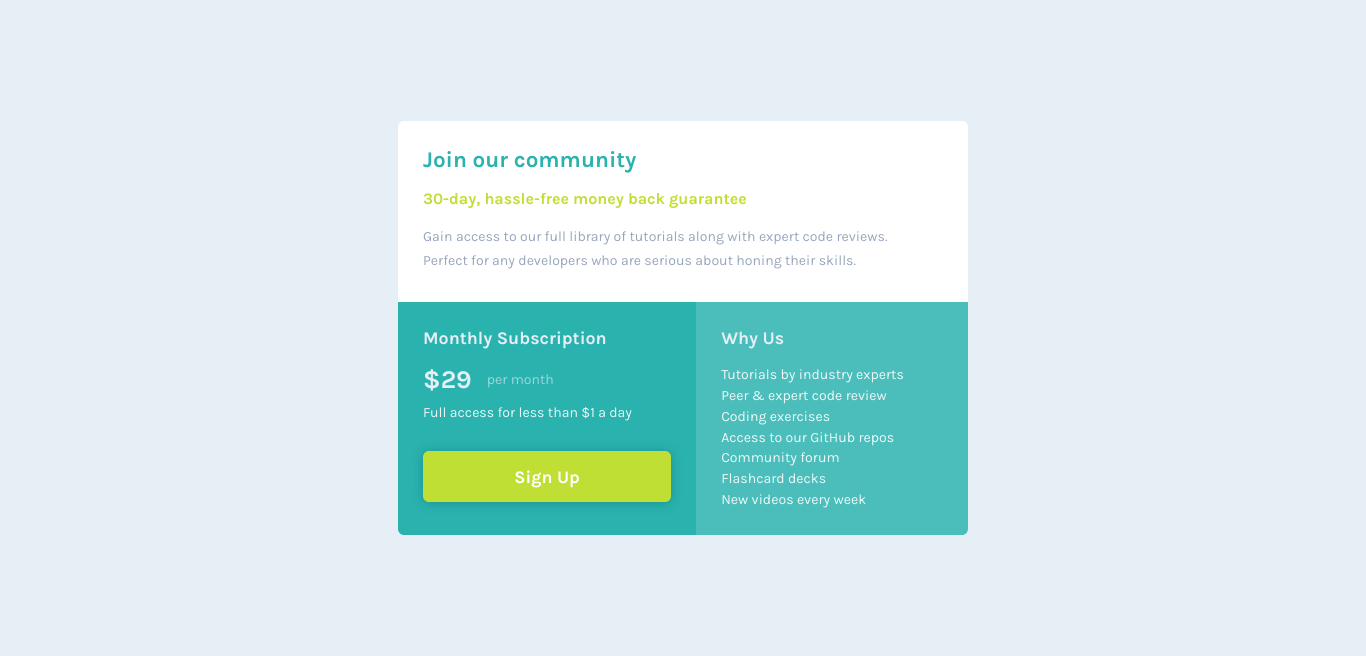 Join our community
30-day, hassle-free money back guarantee
Gain access to our full library of tutorials along with expert code reviews.
Perfect for any developers who are serious about honing their skills.
Monthly Subscription
$29 per month
Full access for less than $1 a day
Sign Up
Why Us
Tutorials by industry experts
Peer & expert code review
Coding exercises
Access to our GitHub repos
Community forum
Flashcard decks
New videos every week